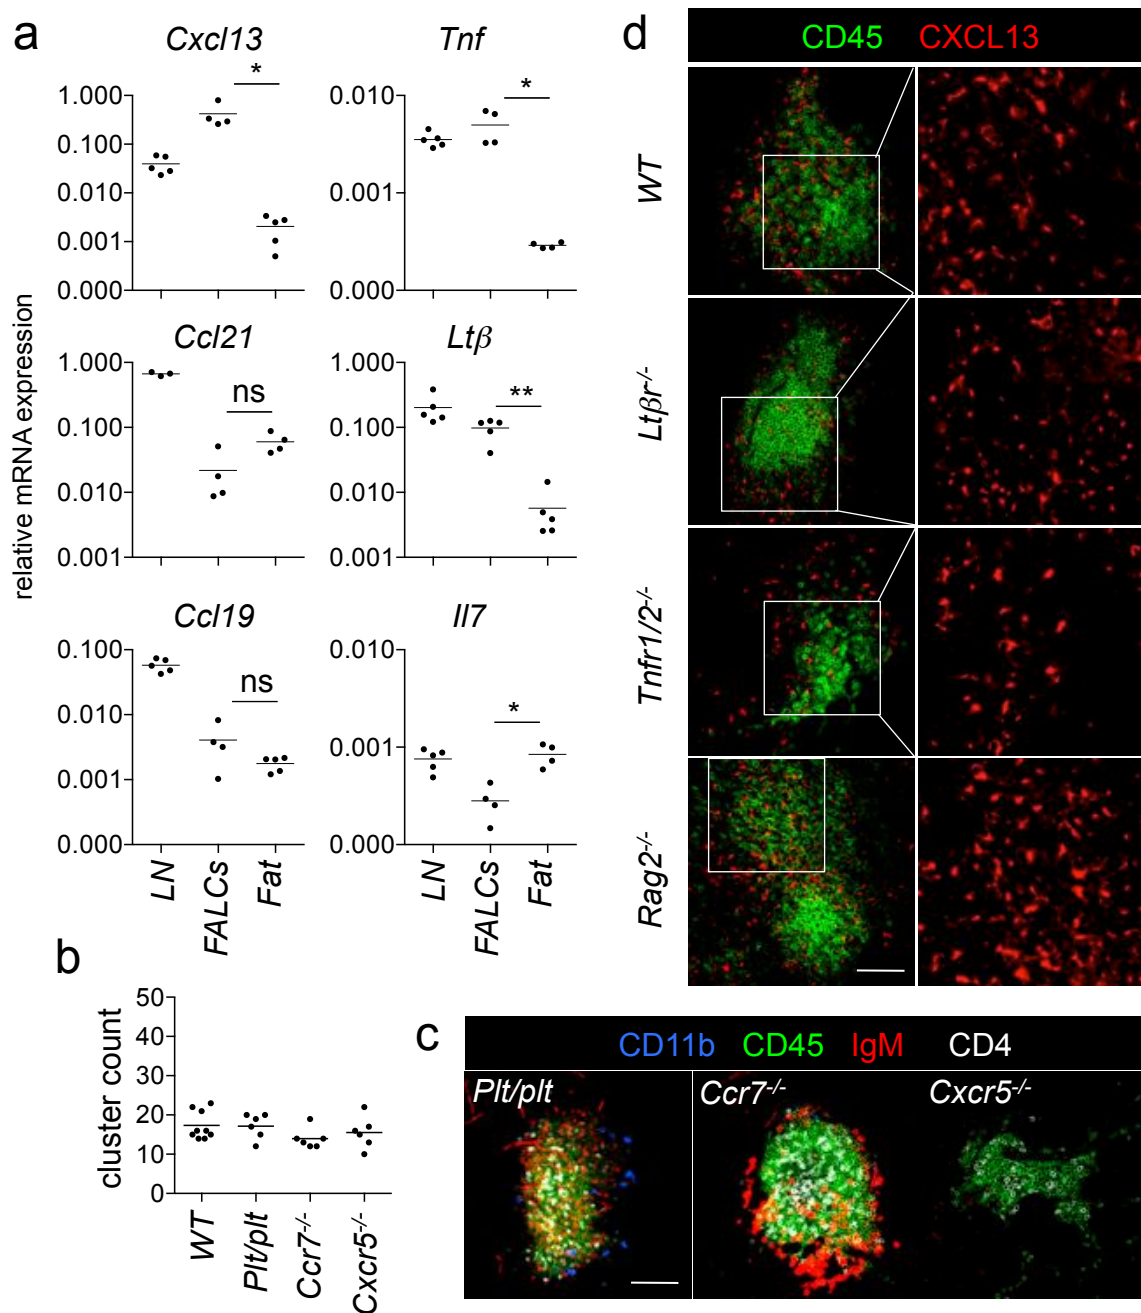 a
Cxcl13
*
1.000
0.100
0.010
0.001
0.000
Tnf
*
0.010
0.001
0.000
relative mRNA expression
Ccl21
ns
1.000
0.100
0.010
0.001
Ltβ
**
1.000
0.100
0.010
0.001
Ccl19
ns
0.100
0.010
0.001
0.000
LN
FALCs
Fat
Il7
*
0.010
0.001
0.000
LN
FALCs
Fat
b
cluster count
50
40
30
20
10
0
WT
Plt/plt
Ccr7-/-
Cxcr5-/-
c
CD11b CD45 IgM CD4
Plt/plt
Ccr7-/-
Cxcr5-/-
d
CD45 CXCL13
WT
Ltβr-/-
Tnfr1/2-/-
Rag2-/-